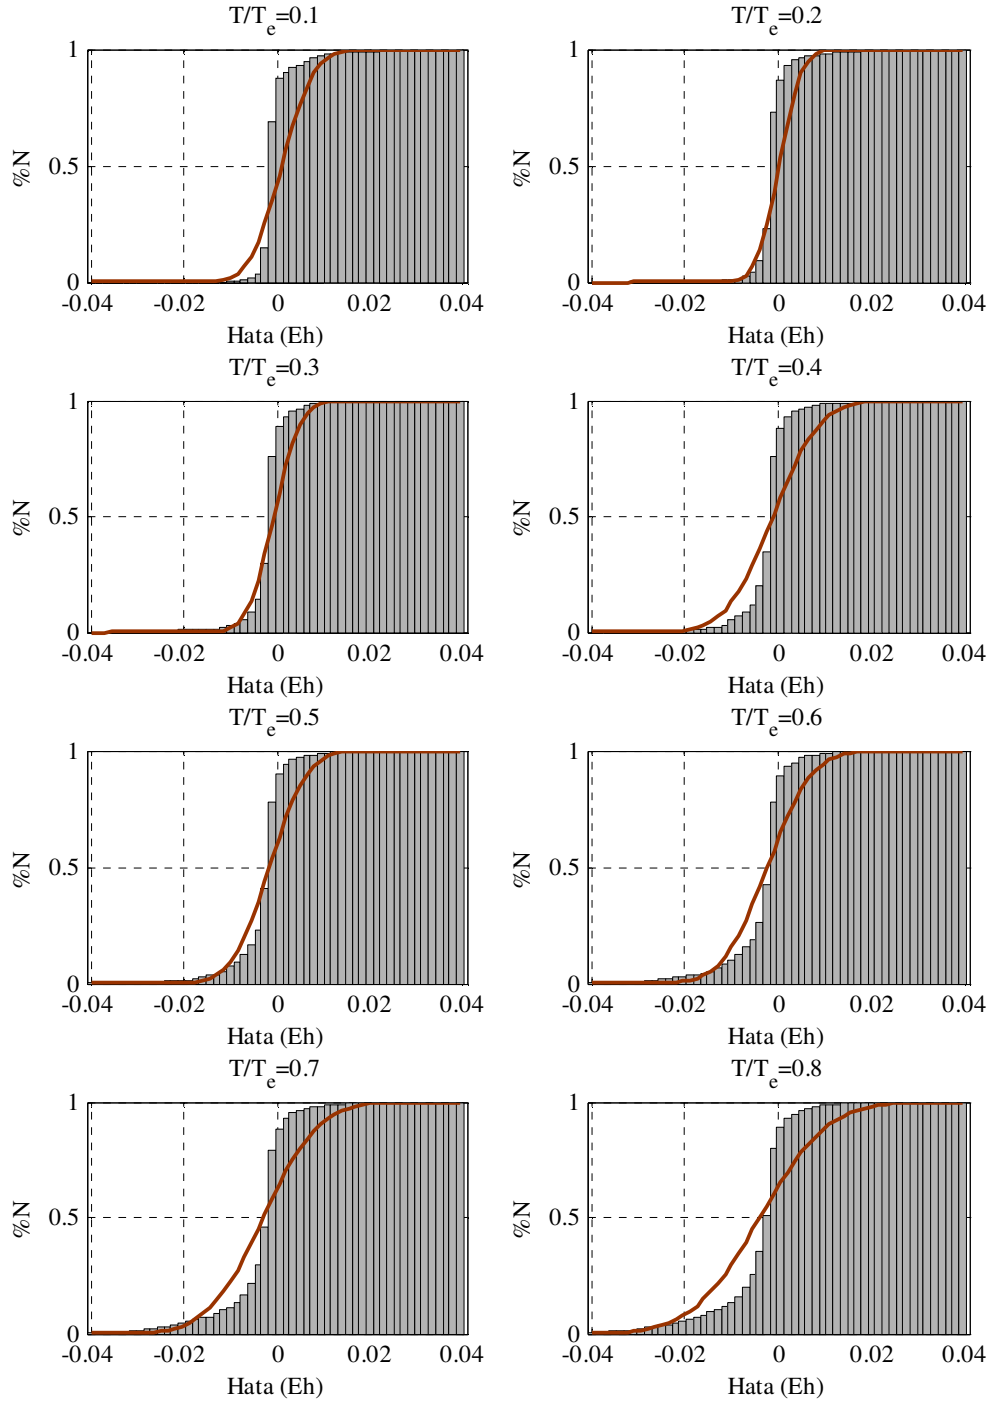 T/Te=0.1
T/Te=0.2
%N
1
0.5
0
-0.04 -0.02 0 0.02 0.04
Hata (Eh)
%N
1
0.5
0
-0.04 -0.02 0 0.02 0.04
Hata (Eh)
T/Te=0.3
T/Te=0.4
%N
1
0.5
0
-0.04 -0.02 0 0.02 0.04
Hata (Eh)
%N
1
0.5
0
-0.04 -0.02 0 0.02 0.04
Hata (Eh)
T/Te=0.5
T/Te=0.6
%N
1
0.5
0
-0.04 -0.02 0 0.02 0.04
Hata (Eh)
%N
1
0.5
0
-0.04 -0.02 0 0.02 0.04
Hata (Eh)
T/Te=0.7
T/Te=0.8
%N
1
0.5
0
-0.04 -0.02 0 0.02 0.04
Hata (Eh)
%N
1
0.5
0
-0.04 -0.02 0 0.02 0.04
Hata (Eh)